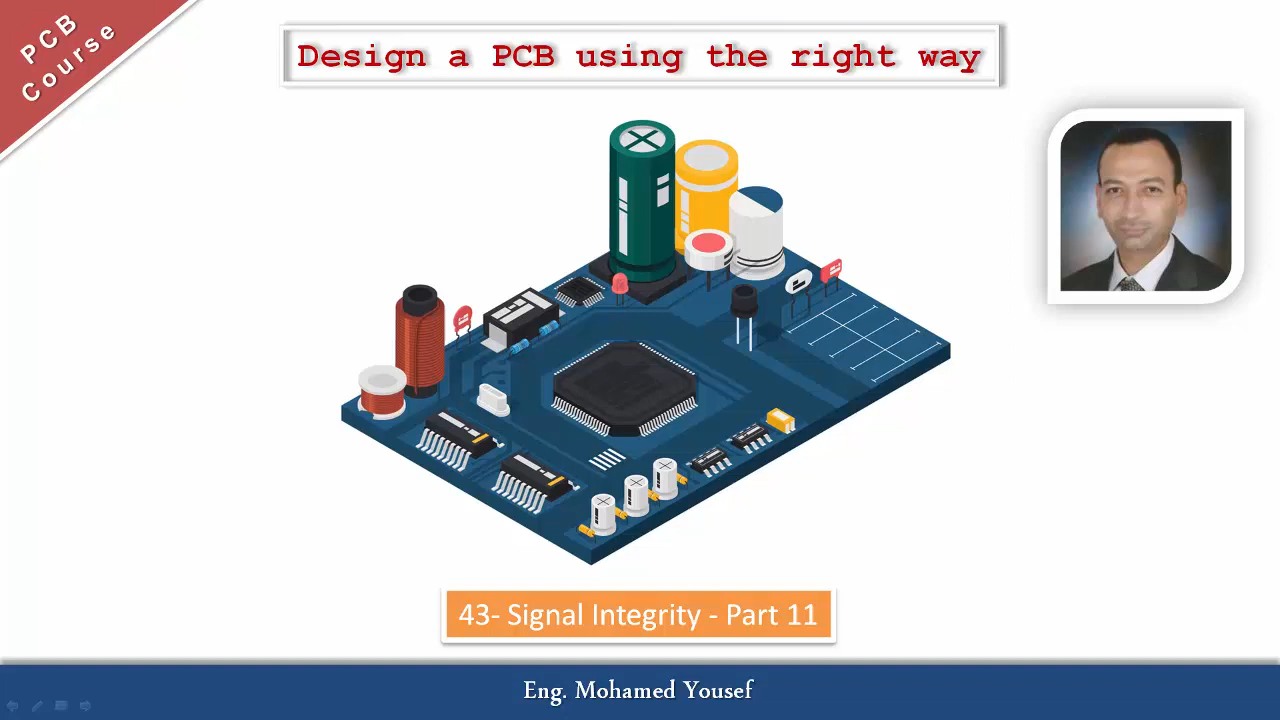 PCB
Course
Design a PCB using the right way
43- Signal Integrity - Part 11
Eng. Mohamed Yousef